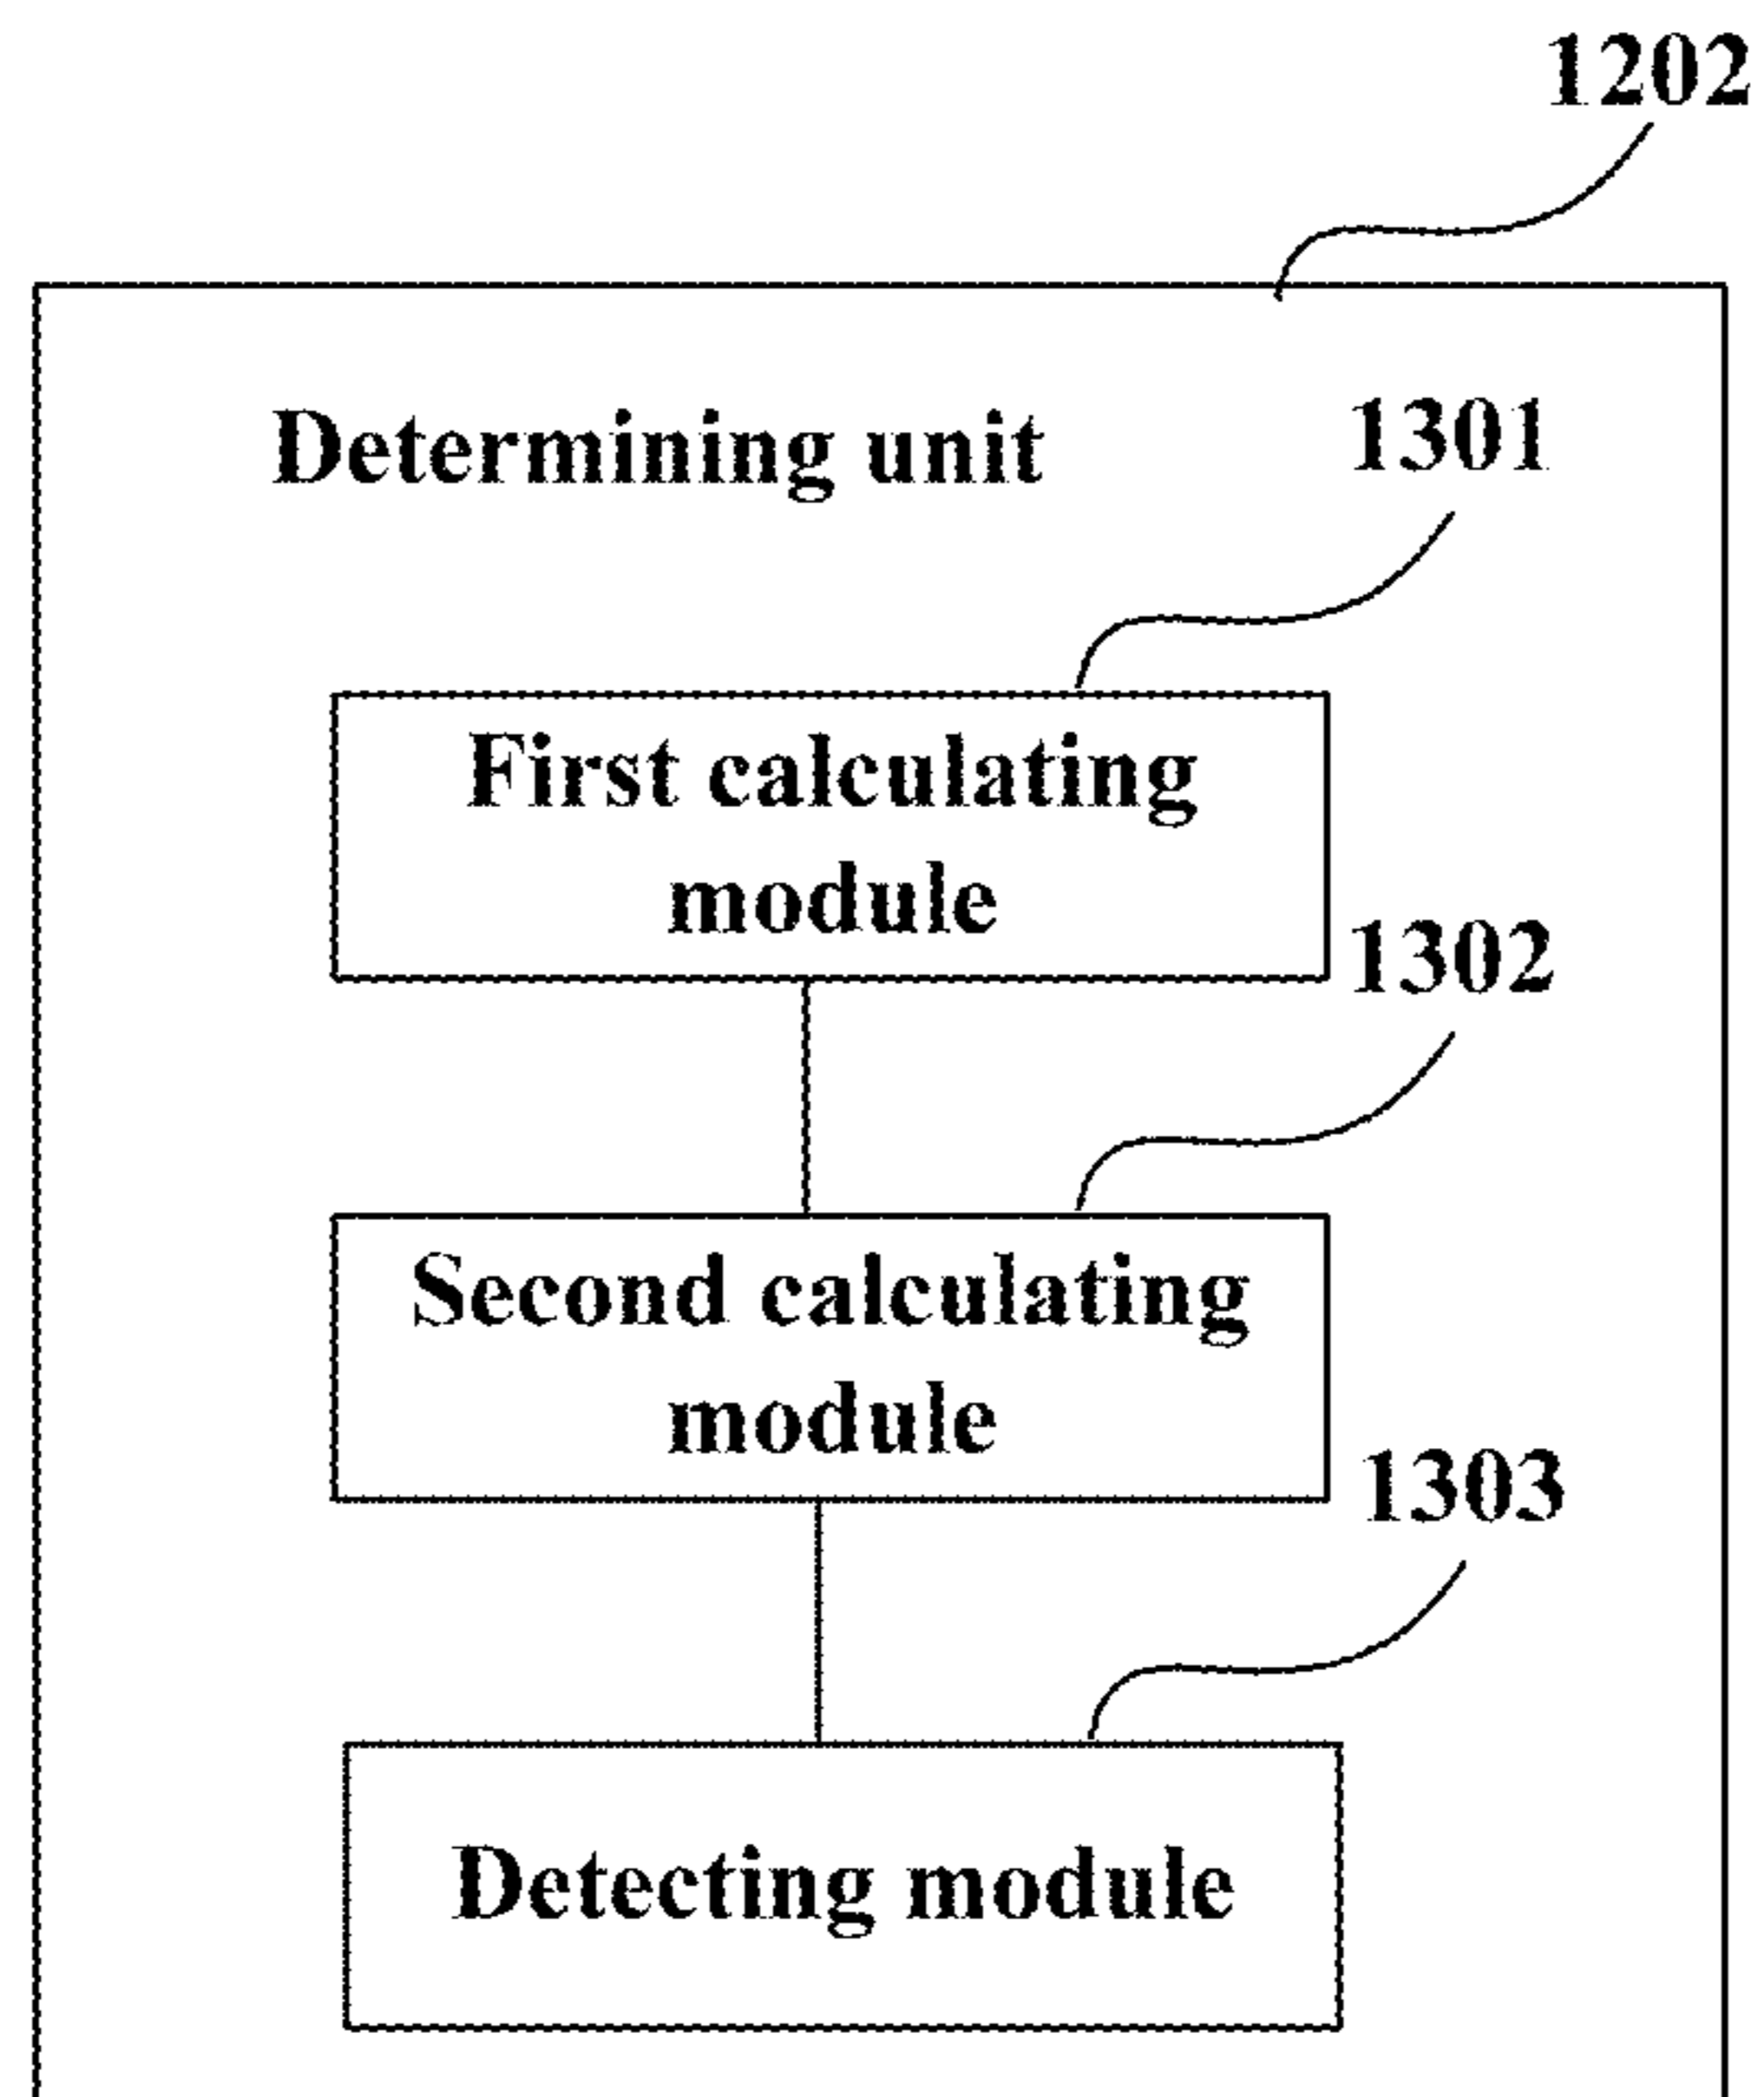 1202
Determining unit
1301
First calculating
module
1302
Second calculating
module
1303
Detecting module